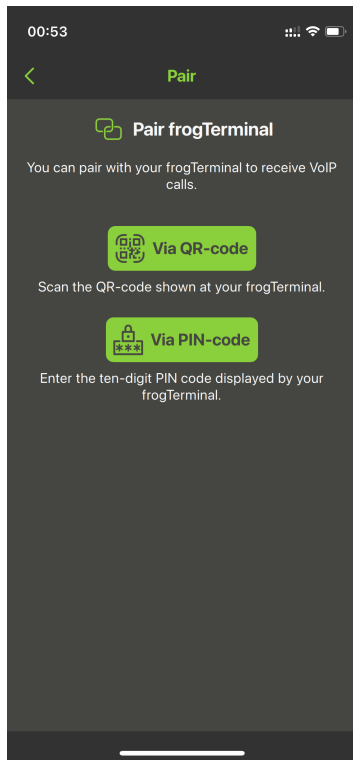 00:53
Pair
Pair frogTerminal
You can pair with your frogTerminal to receive VoIP
calls.
Via QR-code
Scan the QR-code shown at your frogTerminal.
***
Via PIN-code
Enter the ten-digit PIN code displayed by your
frogTerminal.